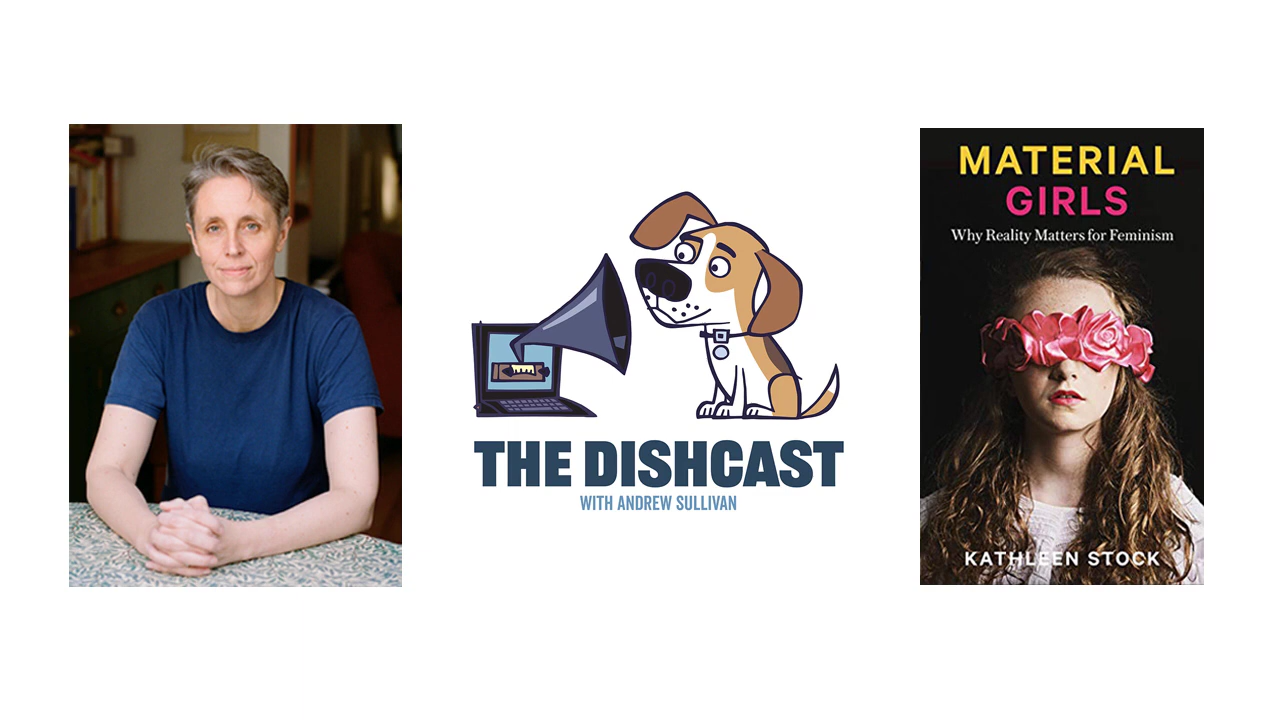 THE DISHCAST
WITH ANDREW SULLIVAN
MATERIAL
GIRLS
Why Reality Matters for Feminism
KATHLEEN STOCK